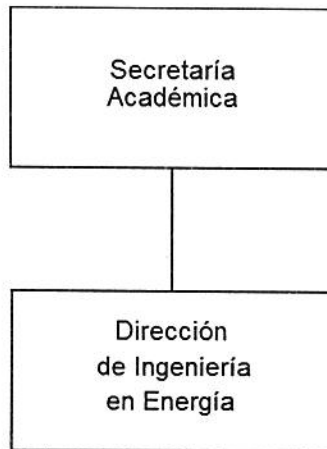 Secretaría
Académica
Dirección
de Ingeniería
en Energía